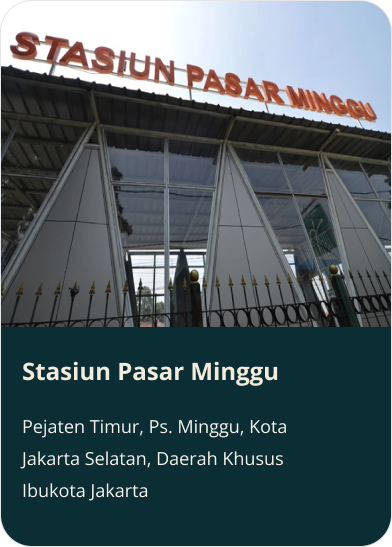 STASIUN PASAR MINGGU
Stasiun Pasar Minggu
Pejaten Timur, Ps. Minggu, Kota
Jakarta Selatan, Daerah Khusus
Ibukota Jakarta